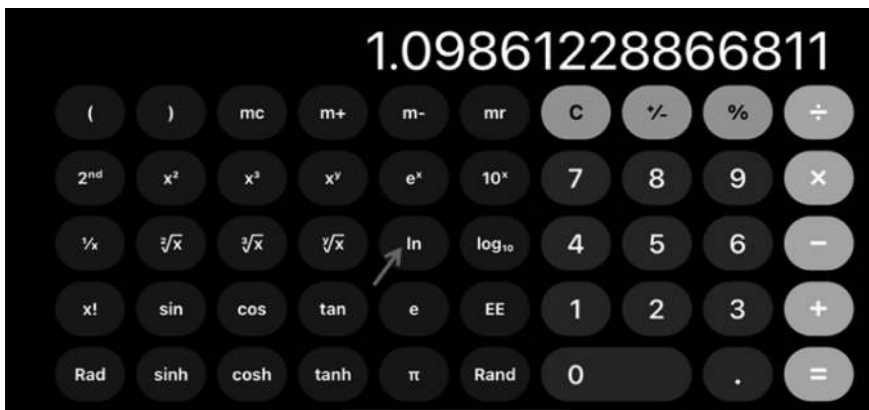 1.09861228866811
( ) mc m+ m- mr C +/- % ÷
2ⁿᵈ x² x³ xʸ eˣ 10ˣ 7 8 9 ×
¹/x ²√x ³√x ʸ√x ln log₁₀ 4 5 6 −
x! sin cos tan e EE 1 2 3 +
Rad sinh cosh tanh π Rand 0 . =